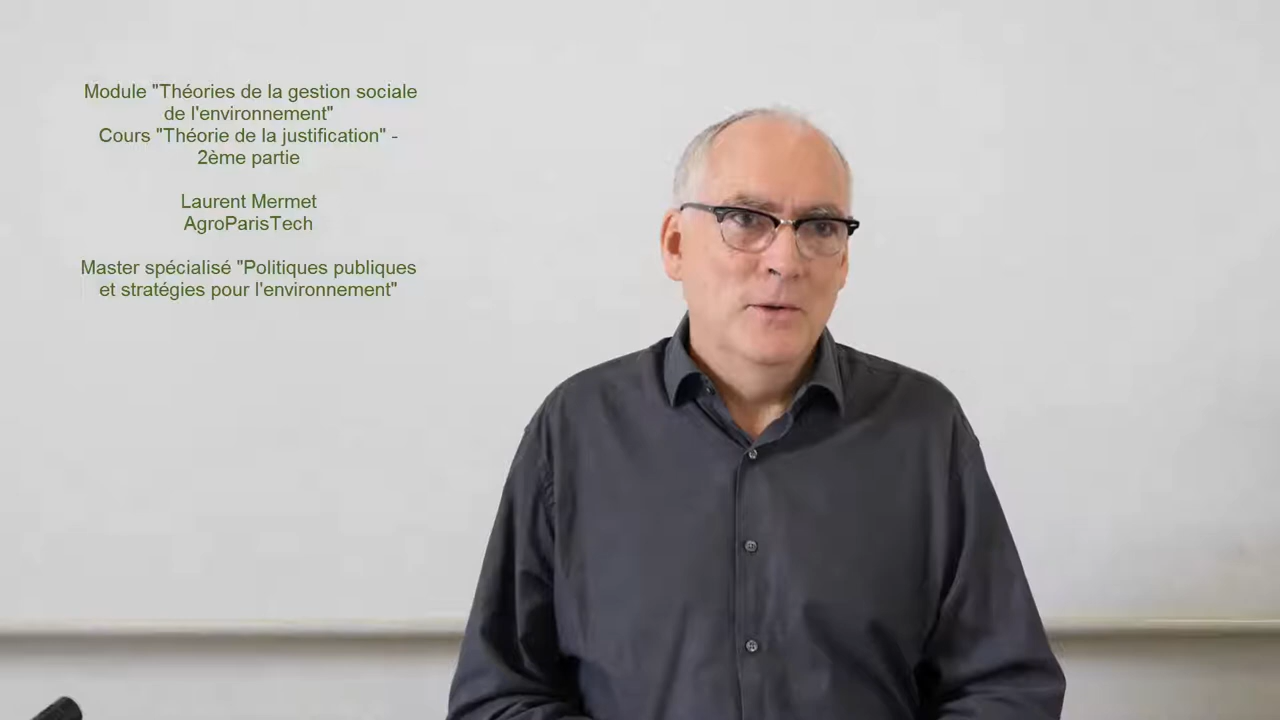 Module "Théories de la gestion sociale
de l'environnement"
Cours "Théorie de la justification" -
2ème partie
Laurent Mermet
AgroParisTech
Master spécialisé "Politiques publiques
et stratégies pour l'environnement"